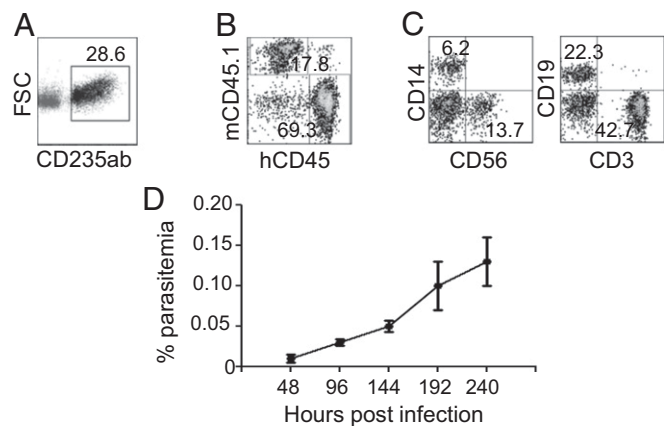 A
28.6
FSC
CD235ab
B
17.8
mCD45.1
69.3
hCD45
C
6.2
CD14
13.7
CD56
22.3
CD19
42.7
CD3
D
0.20
0.15
0.10
0.05
0
% parasitemia
48 96 144 192 240
Hours post infection